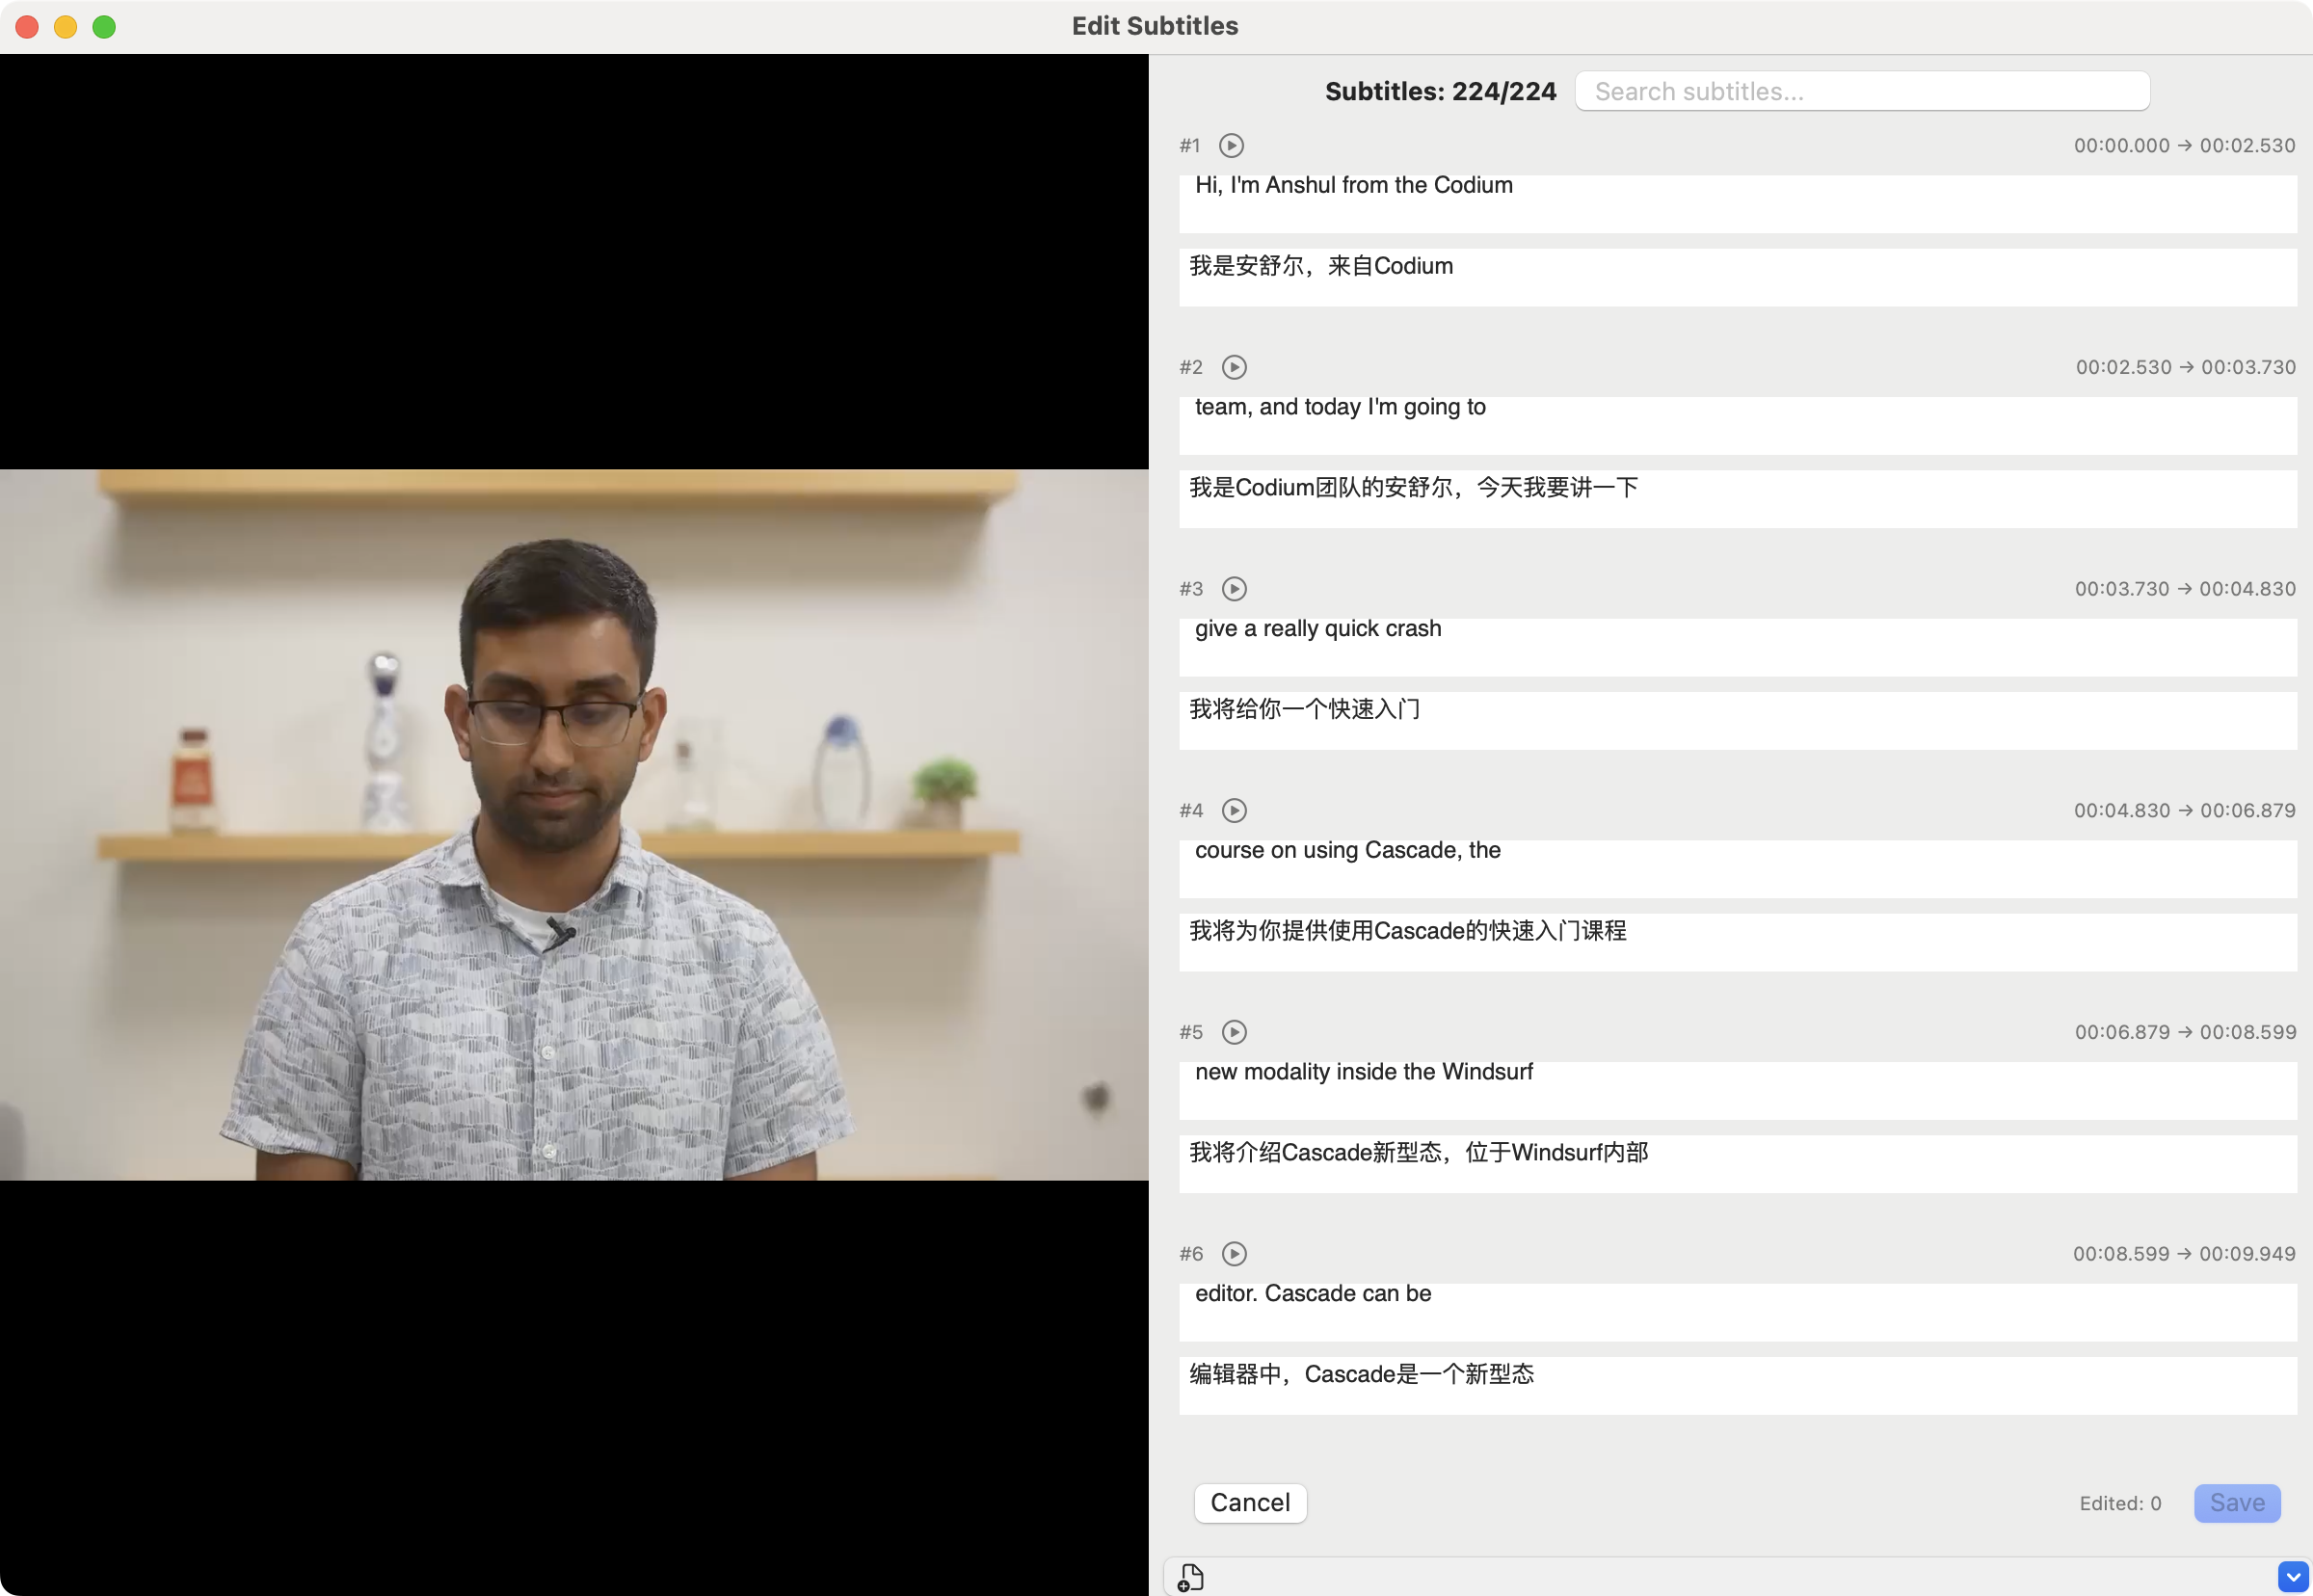 Edit Subtitles
Subtitles: 224/224
Search subtitles...
#1
00:00.000 → 00:02.530
Hi, I'm Anshul from the Codium
我是安舒尔，来自Codium
#2
00:02.530 → 00:03.730
team, and today I'm going to
我是Codium团队的安舒尔，今天我要讲一下
#3
00:03.730 → 00:04.830
give a really quick crash
我将给你一个快速入门
#4
00:04.830 → 00:06.879
course on using Cascade, the
我将为你提供使用Cascade的快速入门课程
#5
00:06.879 → 00:08.599
new modality inside the Windsurf
我将介绍Cascade新型态，位于Windsurf内部
#6
00:08.599 → 00:09.949
editor. Cascade can be
编辑器中，Cascade是一个新型态
Cancel
Edited: 0
Save